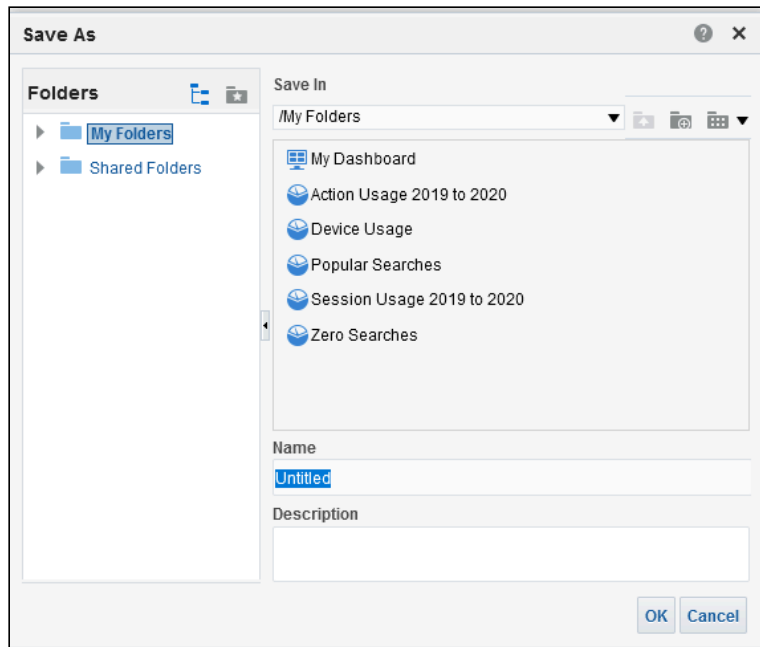 Save As
Folders
My Folders
Shared Folders
Save In
/My Folders
My Dashboard
Action Usage 2019 to 2020
Device Usage
Popular Searches
Session Usage 2019 to 2020
Zero Searches
Name
Untitled
Description
OK Cancel